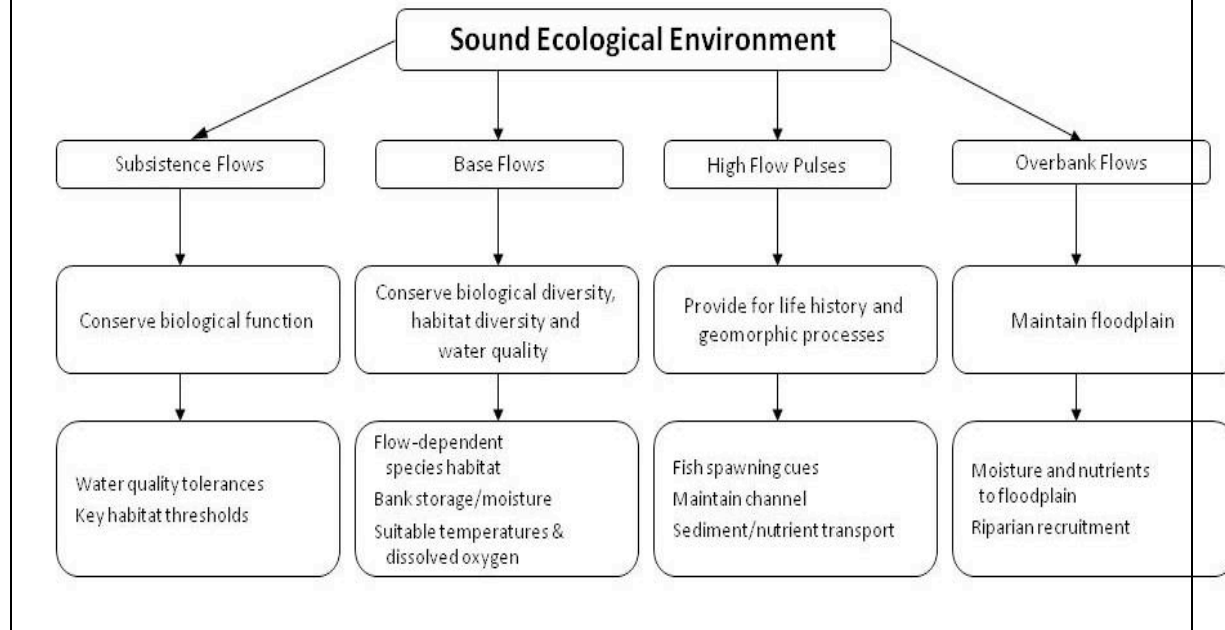 Sound Ecological Environment
Subsistence Flows
Base Flows
High Flow Pulses
Overbank Flows
Conserve biological function
Conserve biological diversity,
habitat diversity and
water quality
Provide for life history and
geomorphic processes
Maintain floodplain
Water quality tolerances
Key habitat thresholds
Flow-dependent
species habitat
Bank storage/moisture
Suitable temperatures &
dissolved oxygen
Fish spawning cues
Maintain channel
Sediment/nutrient transport
Moisture and nutrients
to floodplain
Riparian recruitment